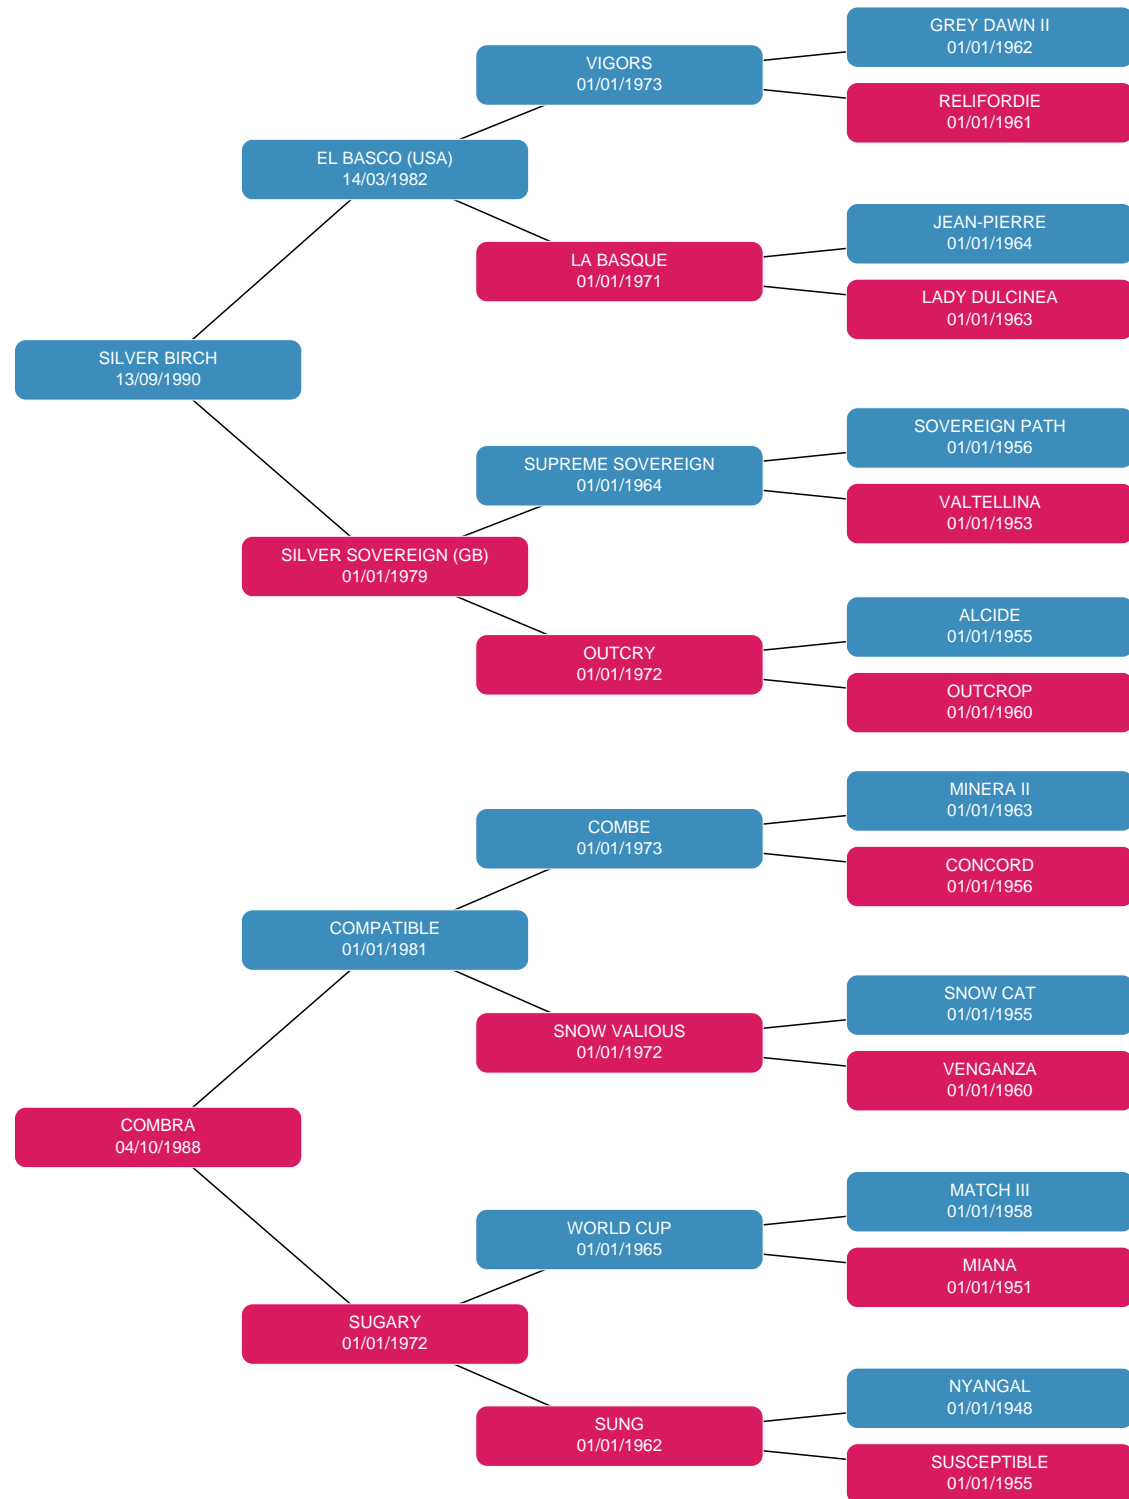 GREY DAWN II
01/01/1962
VIGORS
01/01/1973
RELIFORDIE
01/01/1961
EL BASCO (USA)
14/03/1982
JEAN-PIERRE
01/01/1964
LA BASQUE
01/01/1971
LADY DULCINEA
01/01/1963
SILVER BIRCH
13/09/1990
SOVEREIGN PATH
01/01/1956
SUPREME SOVEREIGN
01/01/1964
VALTELLINA
01/01/1953
SILVER SOVEREIGN (GB)
01/01/1979
ALCIDE
01/01/1955
OUTCRY
01/01/1972
OUTCROP
01/01/1960
MINERA II
01/01/1963
COMBE
01/01/1973
CONCORD
01/01/1956
COMPATIBLE
01/01/1981
SNOW CAT
01/01/1955
SNOW VALIOUS
01/01/1972
VENGANZA
01/01/1960
COMBRA
04/10/1988
MATCH III
01/01/1958
WORLD CUP
01/01/1965
MIANA
01/01/1951
SUGARY
01/01/1972
NYANGAL
01/01/1948
SUNG
01/01/1962
SUSCEPTIBLE
01/01/1955